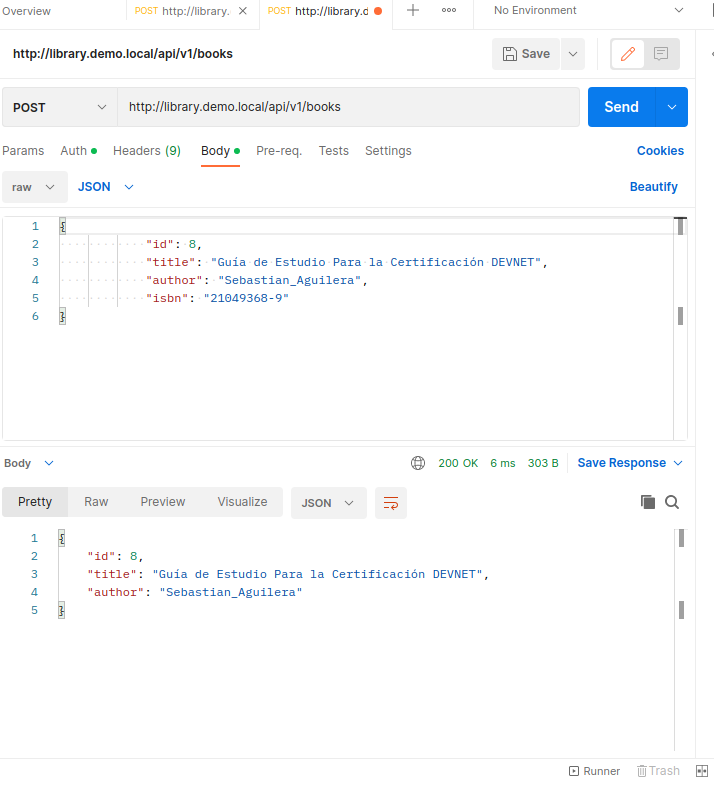 Overview POST http://library. POST http://library.d No Environment
http://library.demo.local/api/v1/books Save
POST http://library.demo.local/api/v1/books Send
Params Auth Headers (9) Body Pre-req. Tests Settings Cookies
raw JSON Beautify
1 {
2 "id": 8,
3 "title": "Guía de Estudio Para la Certificación DEVNET",
4 "author": "Sebastian_Aguilera",
5 "isbn": "21049368-9"
6 }
Body 200 OK 6 ms 303 B Save Response
Pretty Raw Preview Visualize JSON
1 {
2 "id": 8,
3 "title": "Guía de Estudio Para la Certificación DEVNET",
4 "author": "Sebastian_Aguilera"
5 }
Runner Trash